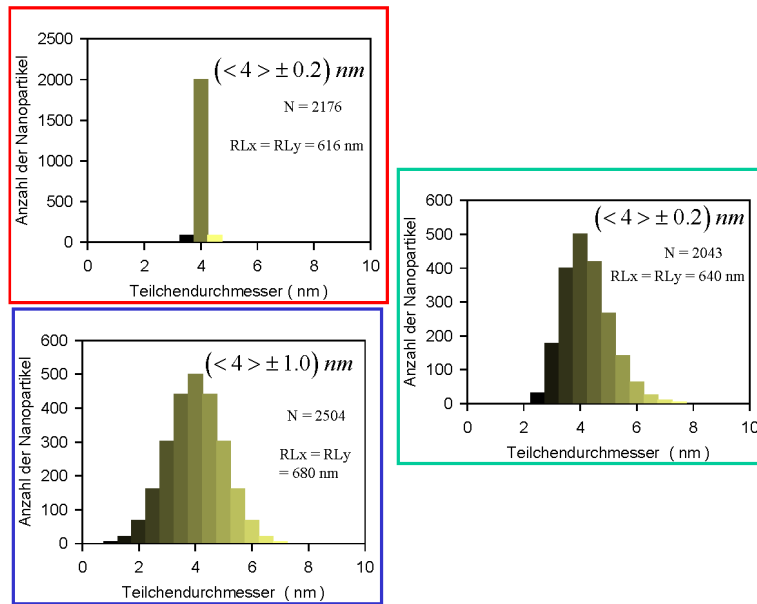 Anzahl der Nanopartikel
2500
2000
1500
1000
500
0
(< 4 > ± 0.2) nm
N = 2176
RLx = RLy = 616 nm
0 2 4 6 8 10
Teilchendurchmesser ( nm )
Anzahl der Nanopartikel
600
500
400
300
200
100
0
(< 4 > ± 0.2) nm
N = 2043
RLx = RLy = 640 nm
0 2 4 6 8 10
Teilchendurchmesser ( nm )
Anzahl der Nanopartikel
600
500
400
300
200
100
0
(< 4 > ± 1.0) nm
N = 2504
RLx = RLy
= 680 nm
0 2 4 6 8 10
Teilchendurchmesser ( nm )